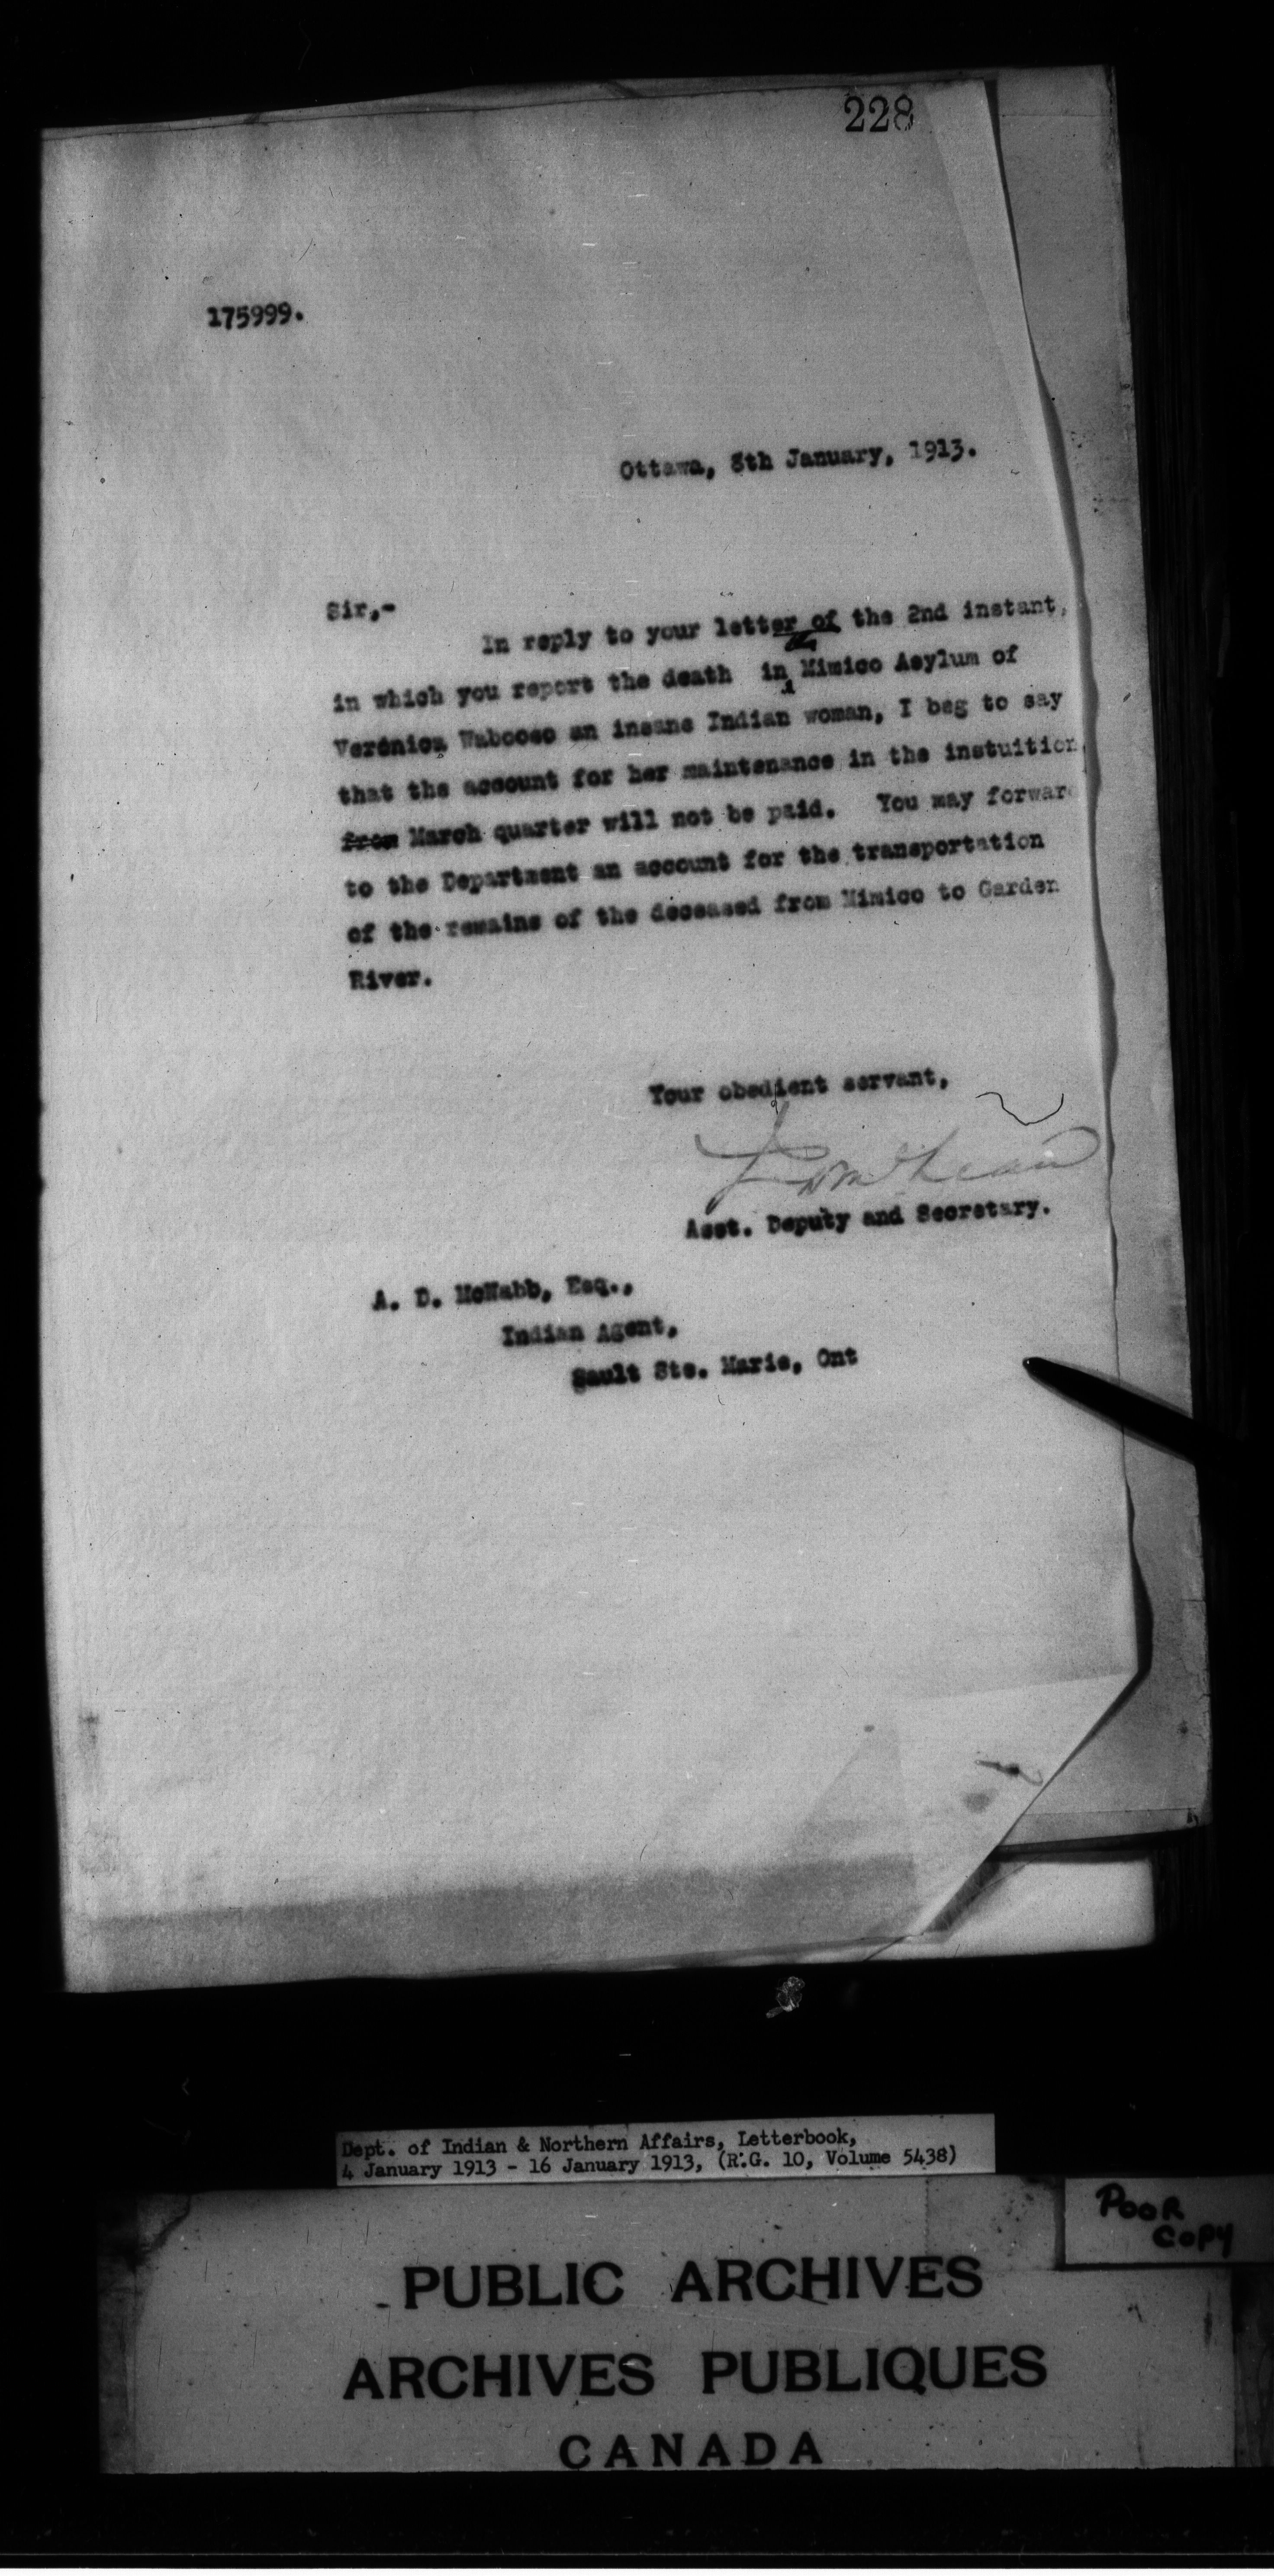 228
175999.
Ottawa, 8th January, 1913.
Sir,-
In reply to your letter of the 2nd instant,
in which you report the death in the Mimico Asylum of
Veronica Wabooso an insane Indian woman, I beg to say
that the account for her maintenance in the instuition
from March quarter will not be paid. You may forward
to the Department an account for the transportation
of the remains of the deceased from Mimico to Garden
River.
Your obedient servant,
Asst. Deputy and Secretary.
A. D. McNabb, Esq.,
Indian Agent,
Sault Ste. Marie, Ont
Dept. of Indian & Northern Affairs, Letterbook,
4 January 1913 - 16 January 1913, (R.G. 10, Volume 5438)
POOR
COPY
PUBLIC ARCHIVES
ARCHIVES PUBLIQUES
CANADA